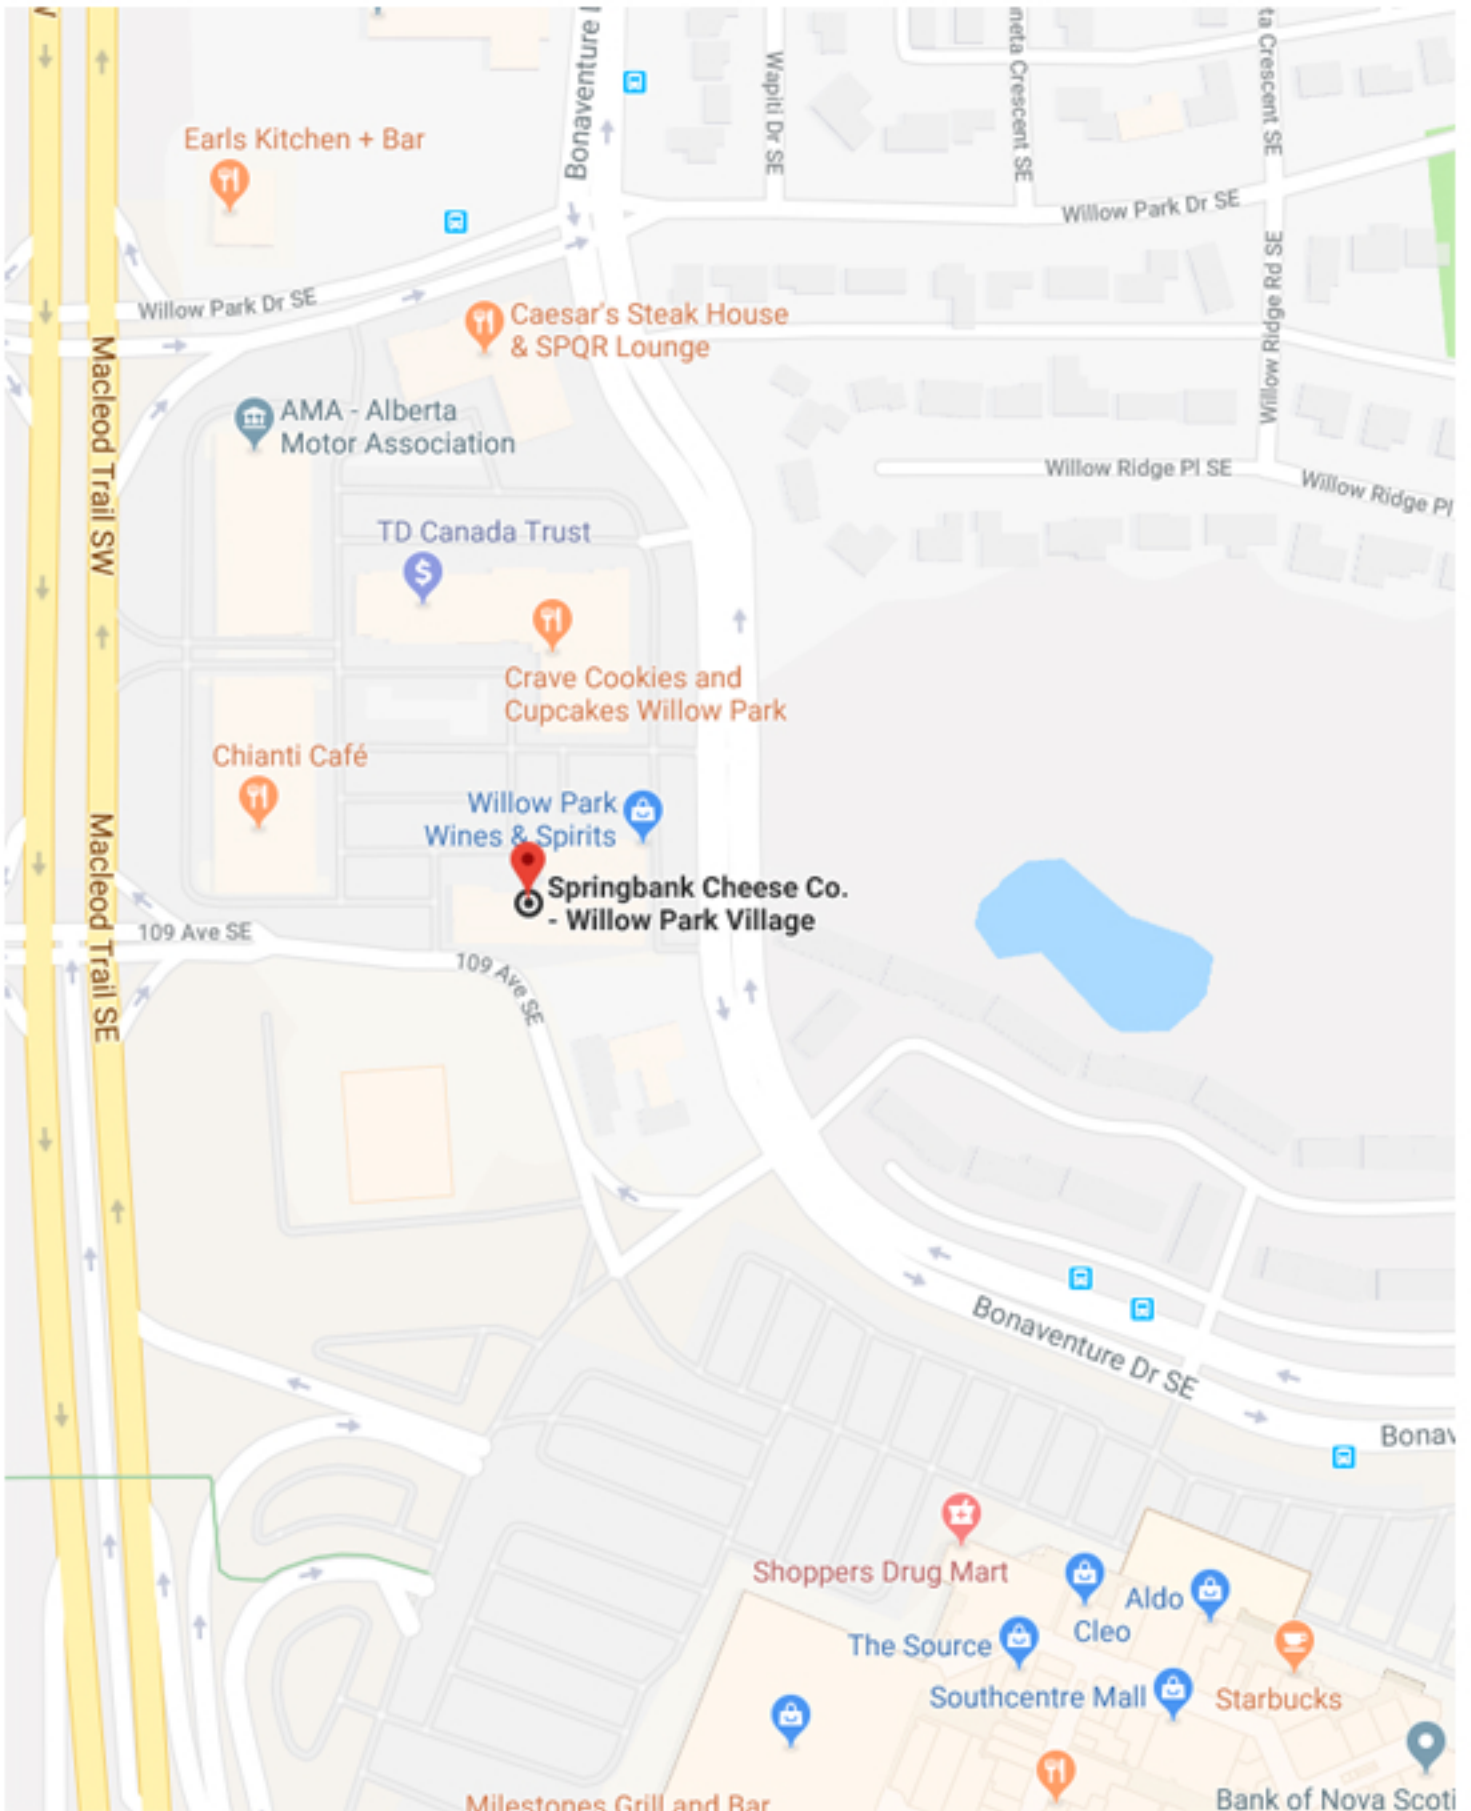 W
Bonaventure
Wapiti Dr SE
neta Crescent SE
ta Crescent SE
Earls Kitchen + Bar
Willow Park Dr SE
Willow Park Dr SE
Willow Ridge Rd SE
Caesar's Steak House
& SPQR Lounge
Macleod Trail SW
AMA - Alberta
Motor Association
Willow Ridge Pl SE
Willow Ridge Pl
TD Canada Trust
Crave Cookies and
Cupcakes Willow Park
Chianti Café
Willow Park
Wines & Spirits
Springbank Cheese Co.
- Willow Park Village
Macleod Trail SE
109 Ave SE
109 Ave SE
Bonaventure Dr SE
Bonav
Shoppers Drug Mart
Aldo
Cleo
The Source
Southcentre Mall
Starbucks
Milestones Grill and Bar
Bank of Nova Scoti